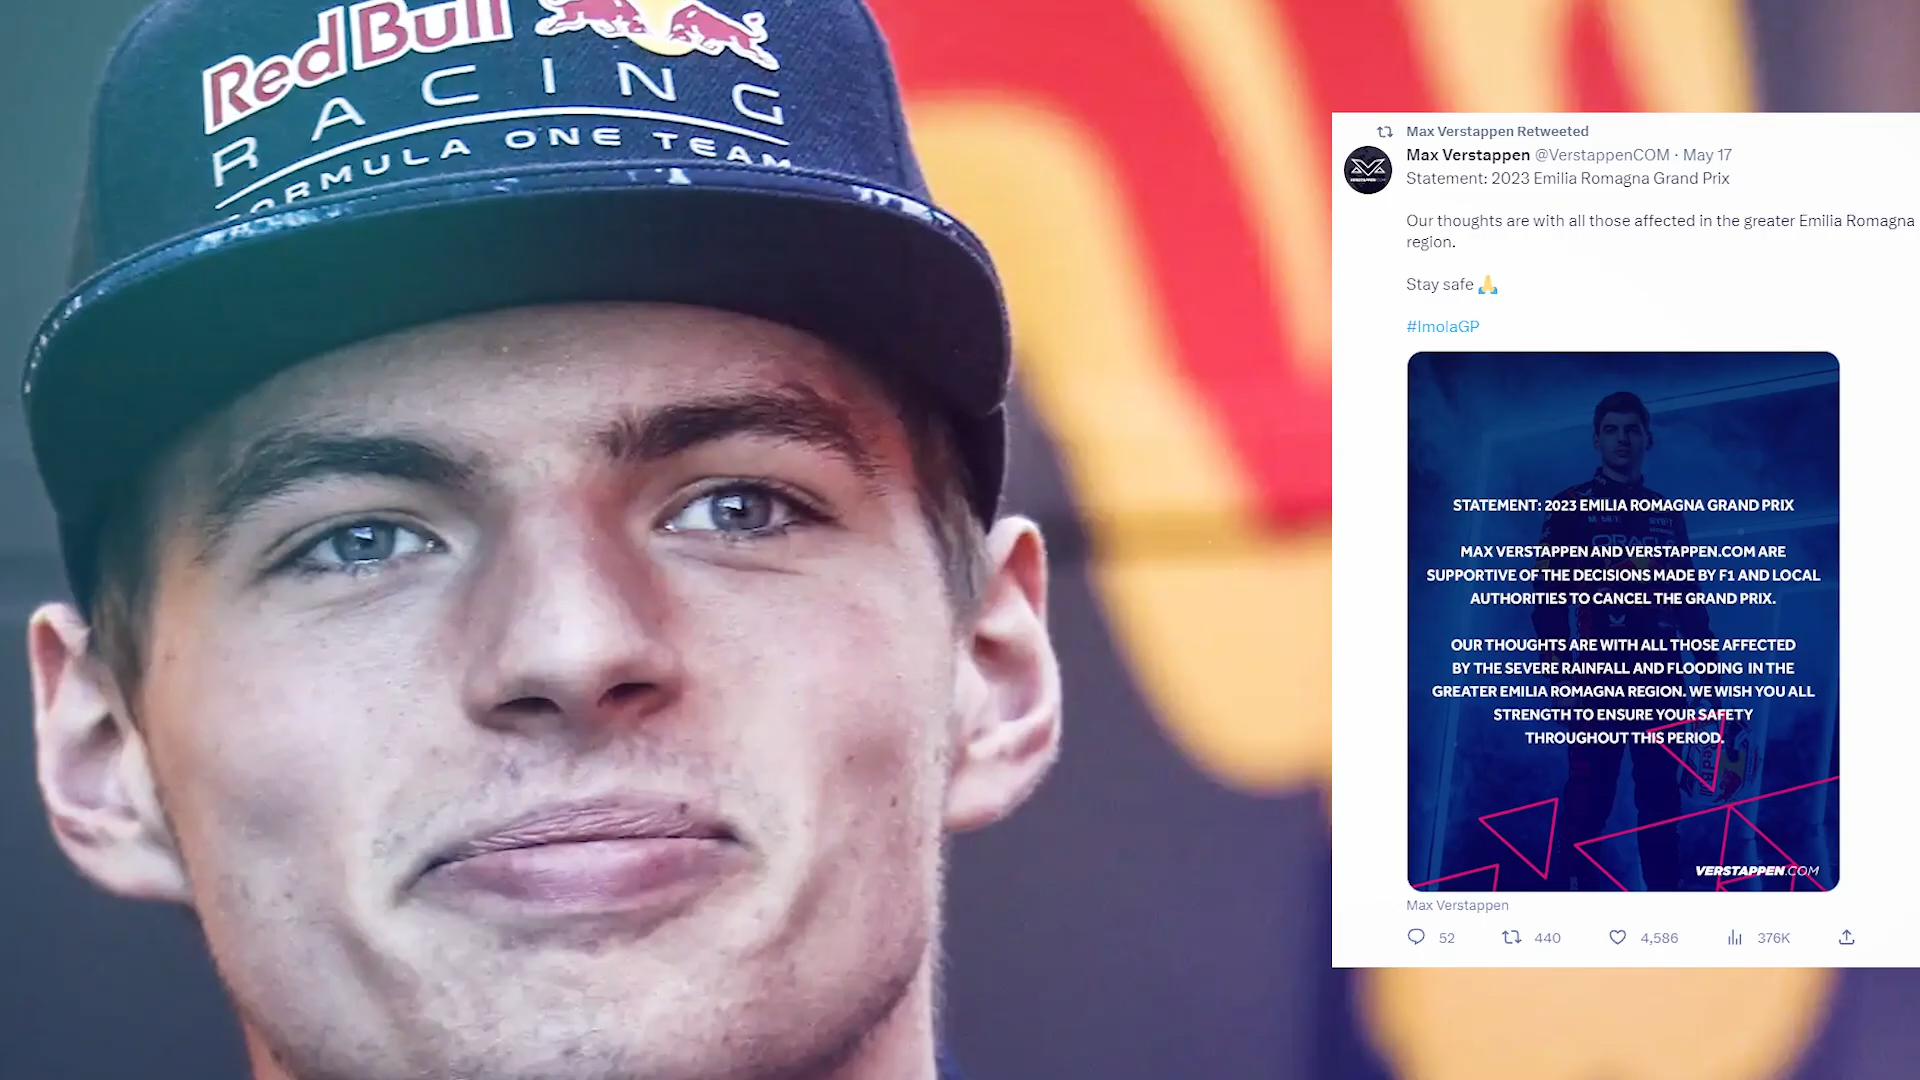 Red Bull
RACING
FORMULA ONE TEAM
Max Verstappen Retweeted
Max Verstappen @VerstappenCOM · May 17
Statement: 2023 Emilia Romagna Grand Prix
Our thoughts are with all those affected in the greater Emilia Romagna
region.
Stay safe 🙏
#ImolaGP
STATEMENT: 2023 EMILIA ROMAGNA GRAND PRIX
MAX VERSTAPPEN AND VERSTAPPEN.COM ARE
SUPPORTIVE OF THE DECISIONS MADE BY F1 AND LOCAL
AUTHORITIES TO CANCEL THE GRAND PRIX.
OUR THOUGHTS ARE WITH ALL THOSE AFFECTED
BY THE SEVERE RAINFALL AND FLOODING IN THE
GREATER EMILIA ROMAGNA REGION. WE WISH YOU ALL
STRENGTH TO ENSURE YOUR SAFETY
THROUGHOUT THIS PERIOD.
VERSTAPPEN.COM
Max Verstappen
52 440 4,586 376K